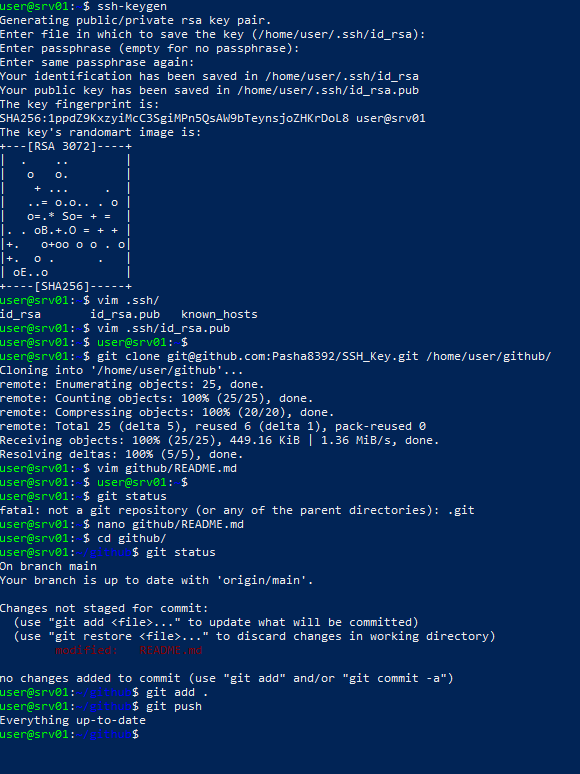 user@srv01:~$ ssh-keygen
Generating public/private rsa key pair.
Enter file in which to save the key (/home/user/.ssh/id_rsa):
Enter passphrase (empty for no passphrase):
Enter same passphrase again:
Your identification has been saved in /home/user/.ssh/id_rsa
Your public key has been saved in /home/user/.ssh/id_rsa.pub
The key fingerprint is:
SHA256:1ppdZ9KxzyiMcC3SgiMPn5QsAW9bTeynsjoZHKrDoL8 user@srv01
The key's randomart image is:
+---[RSA 3072]----+
|  .    ..        |
|   o   o.        |
|    + ...     .  |
|   ..= o.o.. . o |
|   o=.* So= + =  |
|. . oB.+.O = + + |
|+.   o+oo o o . o|
|+.  o .      .   |
| oE..o           |
+----[SHA256]-----+
user@srv01:~$ vim .ssh/
id_rsa       id_rsa.pub   known_hosts
user@srv01:~$ vim .ssh/id_rsa.pub
user@srv01:~$ user@srv01:~$
user@srv01:~$ git clone git@github.com:Pasha8392/SSH_Key.git /home/user/github/
Cloning into '/home/user/github'...
remote: Enumerating objects: 25, done.
remote: Counting objects: 100% (25/25), done.
remote: Compressing objects: 100% (20/20), done.
remote: Total 25 (delta 5), reused 6 (delta 1), pack-reused 0
Receiving objects: 100% (25/25), 449.16 KiB | 1.36 MiB/s, done.
Resolving deltas: 100% (5/5), done.
user@srv01:~$ vim github/README.md
user@srv01:~$ user@srv01:~$
user@srv01:~$ git status
fatal: not a git repository (or any of the parent directories): .git
user@srv01:~$ nano github/README.md
user@srv01:~$ cd github/
user@srv01:~/github$ git status
On branch main
Your branch is up to date with 'origin/main'.
Changes not staged for commit:
  (use "git add <file>..." to update what will be committed)
  (use "git restore <file>..." to discard changes in working directory)
        modified:   README.md
no changes added to commit (use "git add" and/or "git commit -a")
user@srv01:~/github$ git add .
user@srv01:~/github$ git push
Everything up-to-date
user@srv01:~/github$